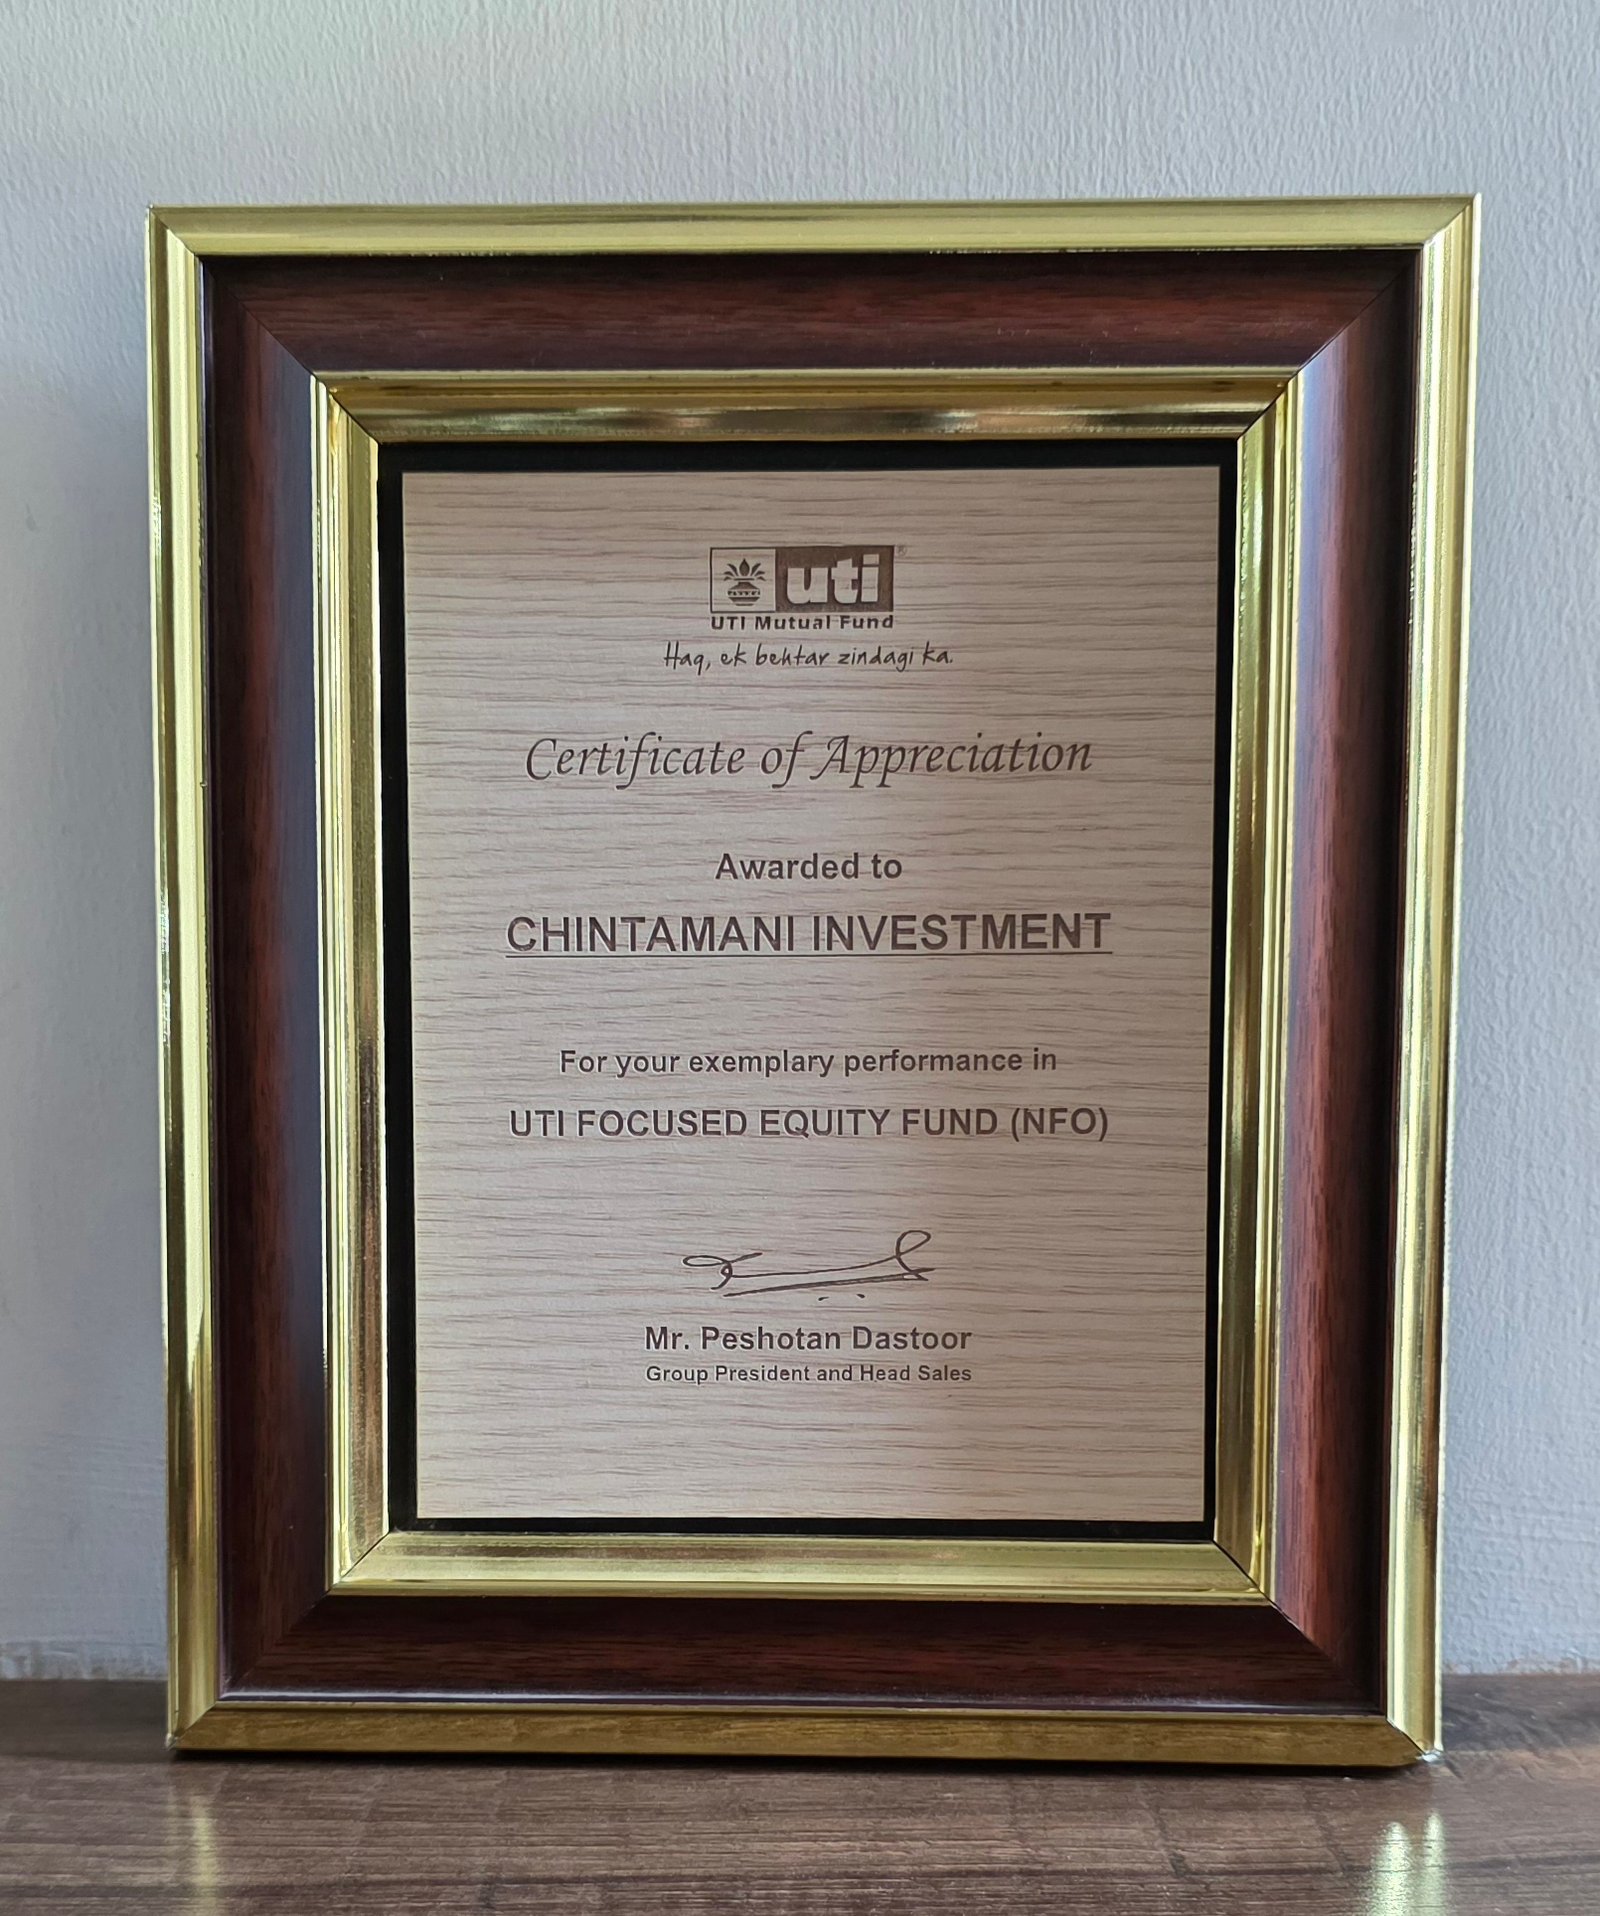 uti®
UTI Mutual Fund
Haq, ek behtar zindagi ka.
Certificate of Appreciation
Awarded to
CHINTAMANI INVESTMENT
For your exemplary performance in
UTI FOCUSED EQUITY FUND (NFO)
Mr. Peshotan Dastoor
Group President and Head Sales